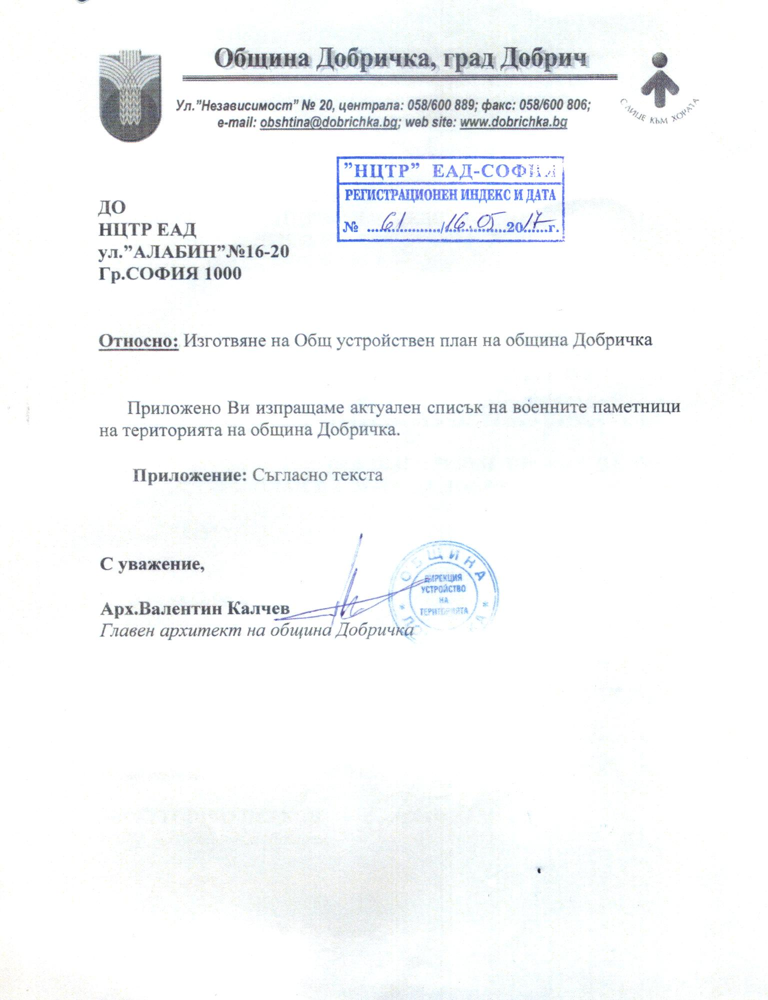 Община Добричка, град Добрич
Ул.”Независимост” № 20, централа: 058/600 889; факс: 058/600 806;
e-mail: obshtina@dobrichka.bg; web site: www.dobrichka.bg
С ЛИЦЕ КЪМ ХОРАТА
”НЦТР” ЕАД-СОФИЯ
РЕГИСТРАЦИОНЕН ИНДЕКС И ДАТА
№ ....61........../16.05......2017...г.
ДО
НЦТР ЕАД
ул.”АЛАБИН”№16-20
Гр.СОФИЯ 1000
Относно: Изготвяне на Общ устройствен план на община Добричка
Приложено Ви изпращаме актуален списък на военните паметници
на територията на община Добричка.
Приложение: Съгласно текста
С уважение,
Арх.Валентин Калчев
Главен архитект на община Добричка
ОБЩИНА
ДИРЕКЦИЯ
УСТРОЙСТВО
НА
ТЕРИТОРИЯТА